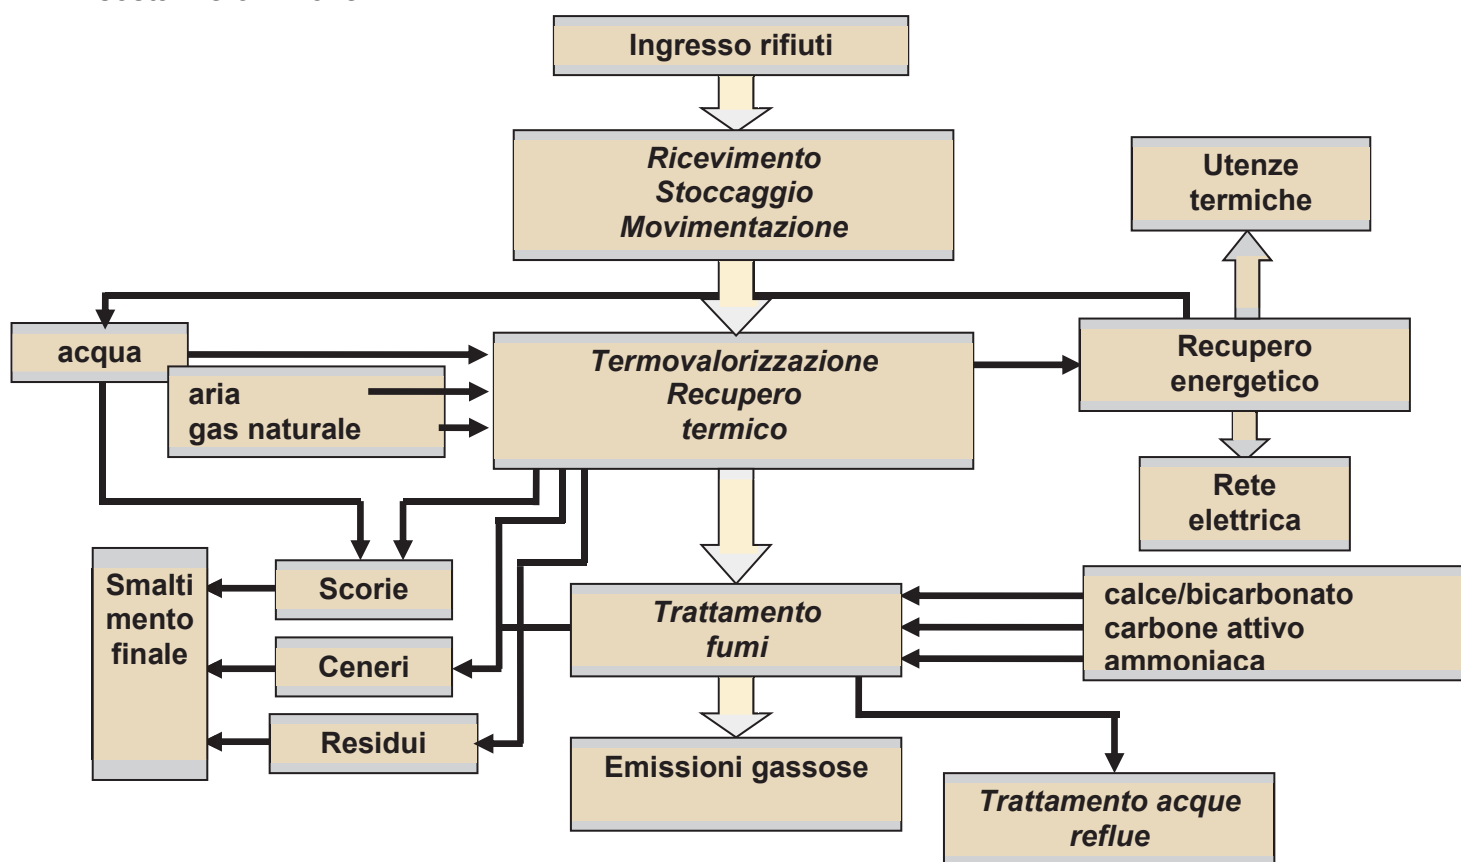 Ingresso rifiuti
Ricevimento
Stoccaggio
Movimentazione
Utenze
termiche
acqua
aria
gas naturale
Termovalorizzazione
Recupero
termico
Recupero
energetico
Rete
elettrica
Smalti
mento
finale
Scorie
Ceneri
Residui
Trattamento
fumi
calce/bicarbonato
carbone attivo
ammoniaca
Emissioni gassose
Trattamento acque
reflue